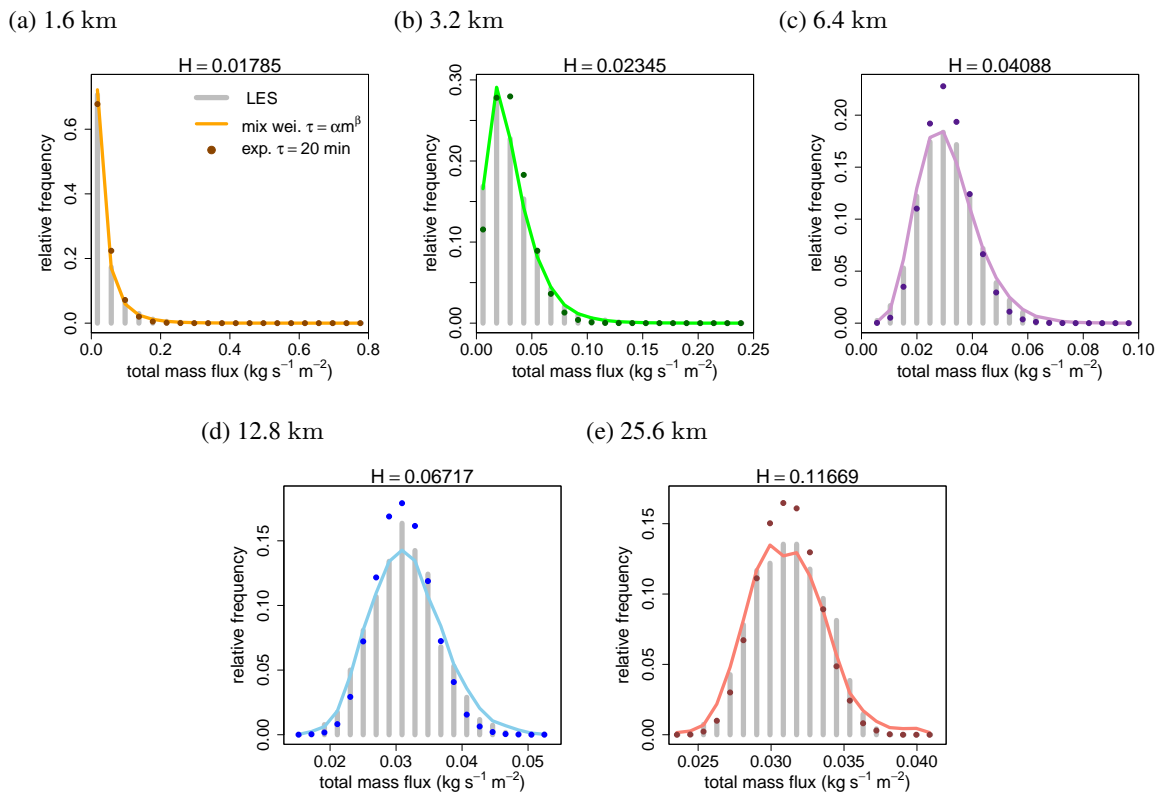 (a) 1.6 km
H = 0.01785
relative frequency
0.0 0.2 0.4 0.6
LES
mix wei. τ = αm^β
exp. τ = 20 min
0.0 0.2 0.4 0.6 0.8
total mass flux (kg s⁻¹ m⁻²)
(b) 3.2 km
H = 0.02345
relative frequency
0.00 0.10 0.20 0.30
0.00 0.05 0.10 0.15 0.20 0.25
total mass flux (kg s⁻¹ m⁻²)
(c) 6.4 km
H = 0.04088
relative frequency
0.00 0.05 0.10 0.15 0.20
0.00 0.02 0.04 0.06 0.08 0.10
total mass flux (kg s⁻¹ m⁻²)
(d) 12.8 km
H = 0.06717
relative frequency
0.00 0.05 0.10 0.15
0.02 0.03 0.04 0.05
total mass flux (kg s⁻¹ m⁻²)
(e) 25.6 km
H = 0.11669
relative frequency
0.00 0.05 0.10 0.15
0.025 0.030 0.035 0.040
total mass flux (kg s⁻¹ m⁻²)